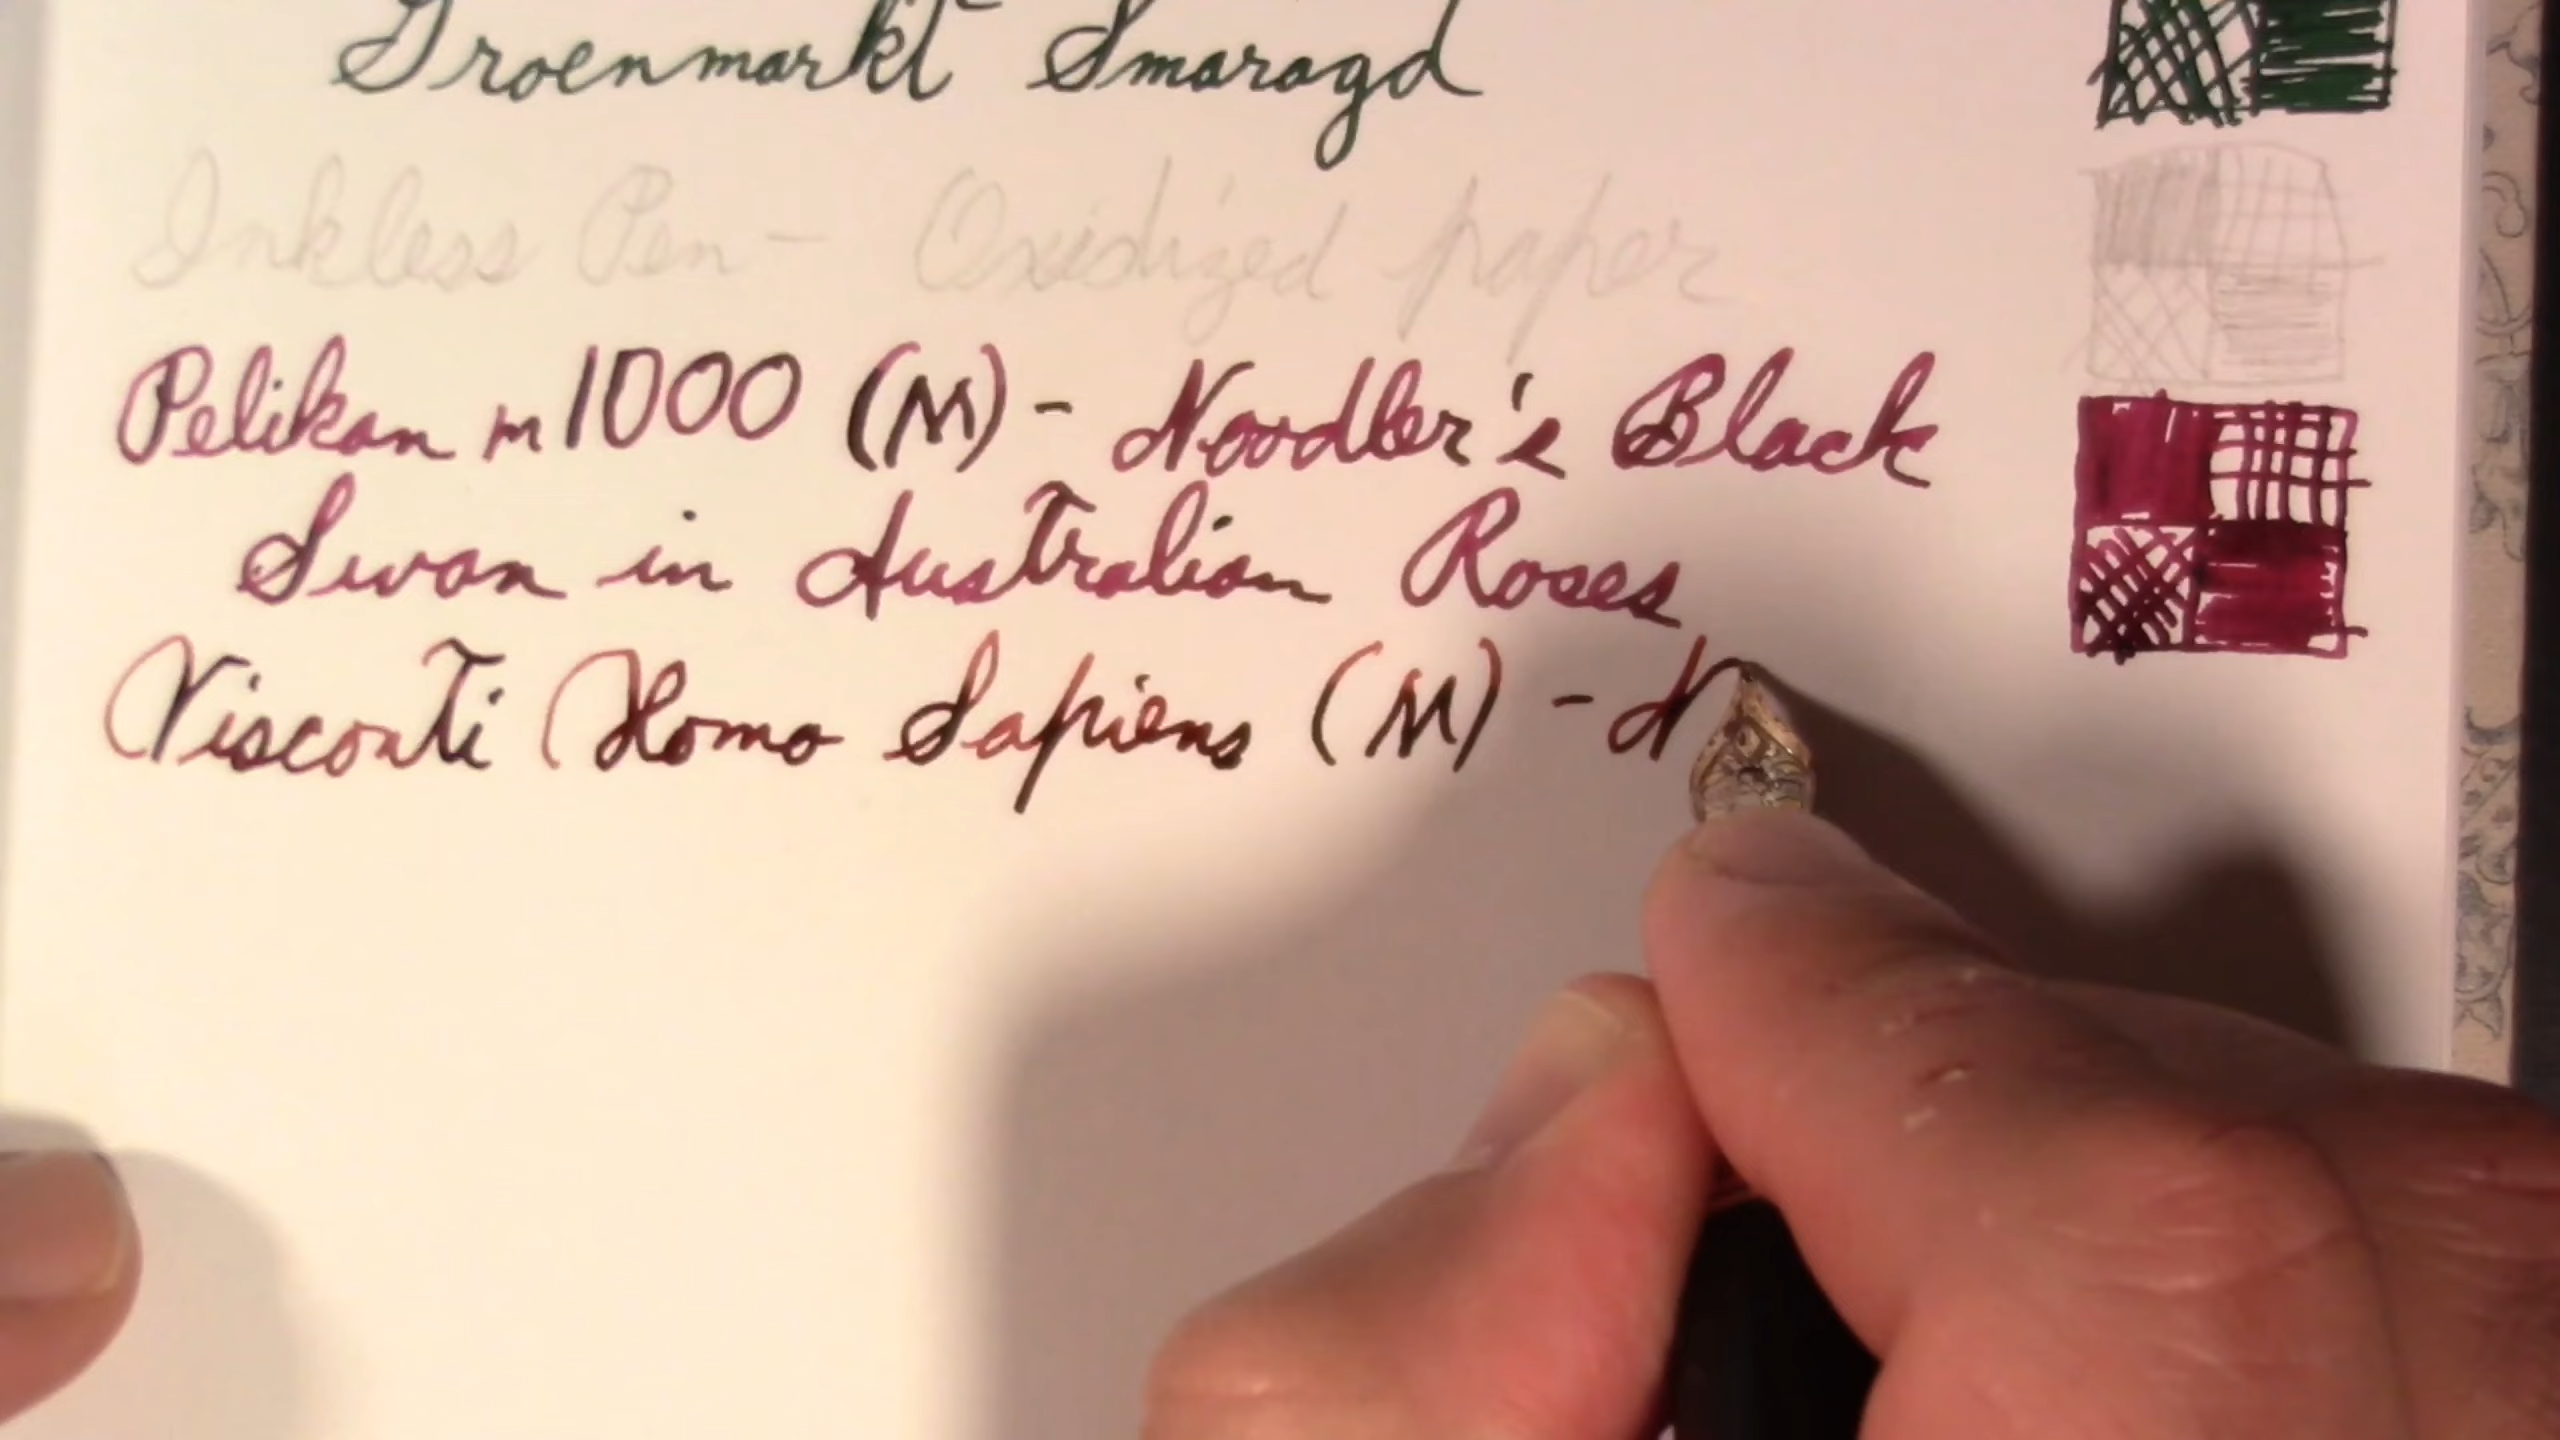 Groenmarkt Smaragd
Inkless Pen - Oxidized paper
Pelikan m1000 (M) - Noodler's Black
Swan in Australian Roses
Visconti Homo Sapiens (M) - N